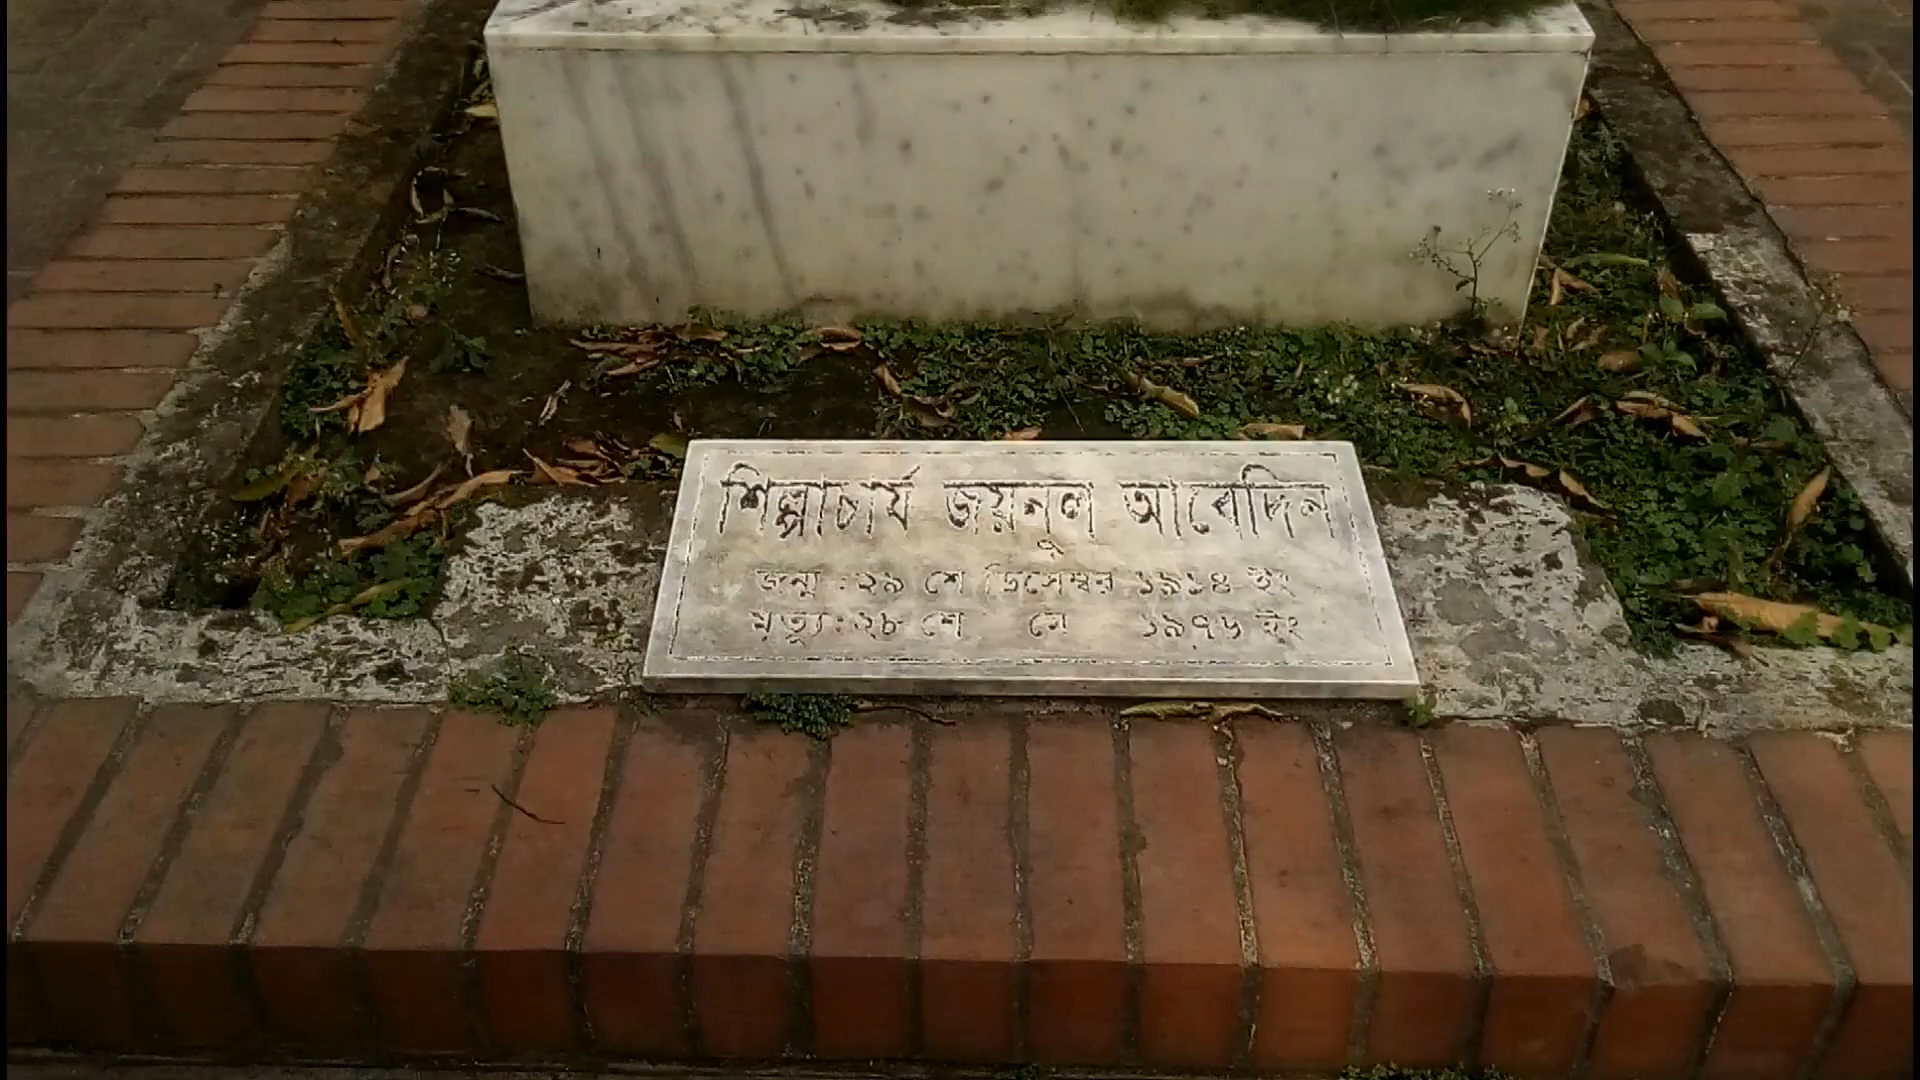 শিল্পাচার্য জয়নূল আবেদিন
জন্ম : ২৯ শে ডিসেম্বর ১৯১৪ ইং
মৃত্যু : ২৮ শে মে ১৯৭৬ ইং